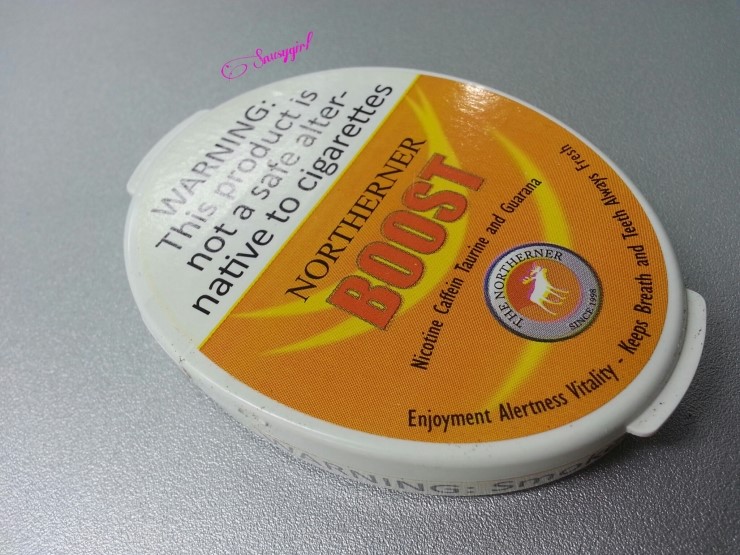 Snusygirl
WARNING:
This product is
not a safe alter-
native to cigarettes
NORTHERNER
BOOST
Nicotine Caffein Taurine and Guarana
THE NORTHERNER
SINCE 1998
Enjoyment Alertness Vitality - Keeps Breath and Teeth Always Fresh
WARNING: